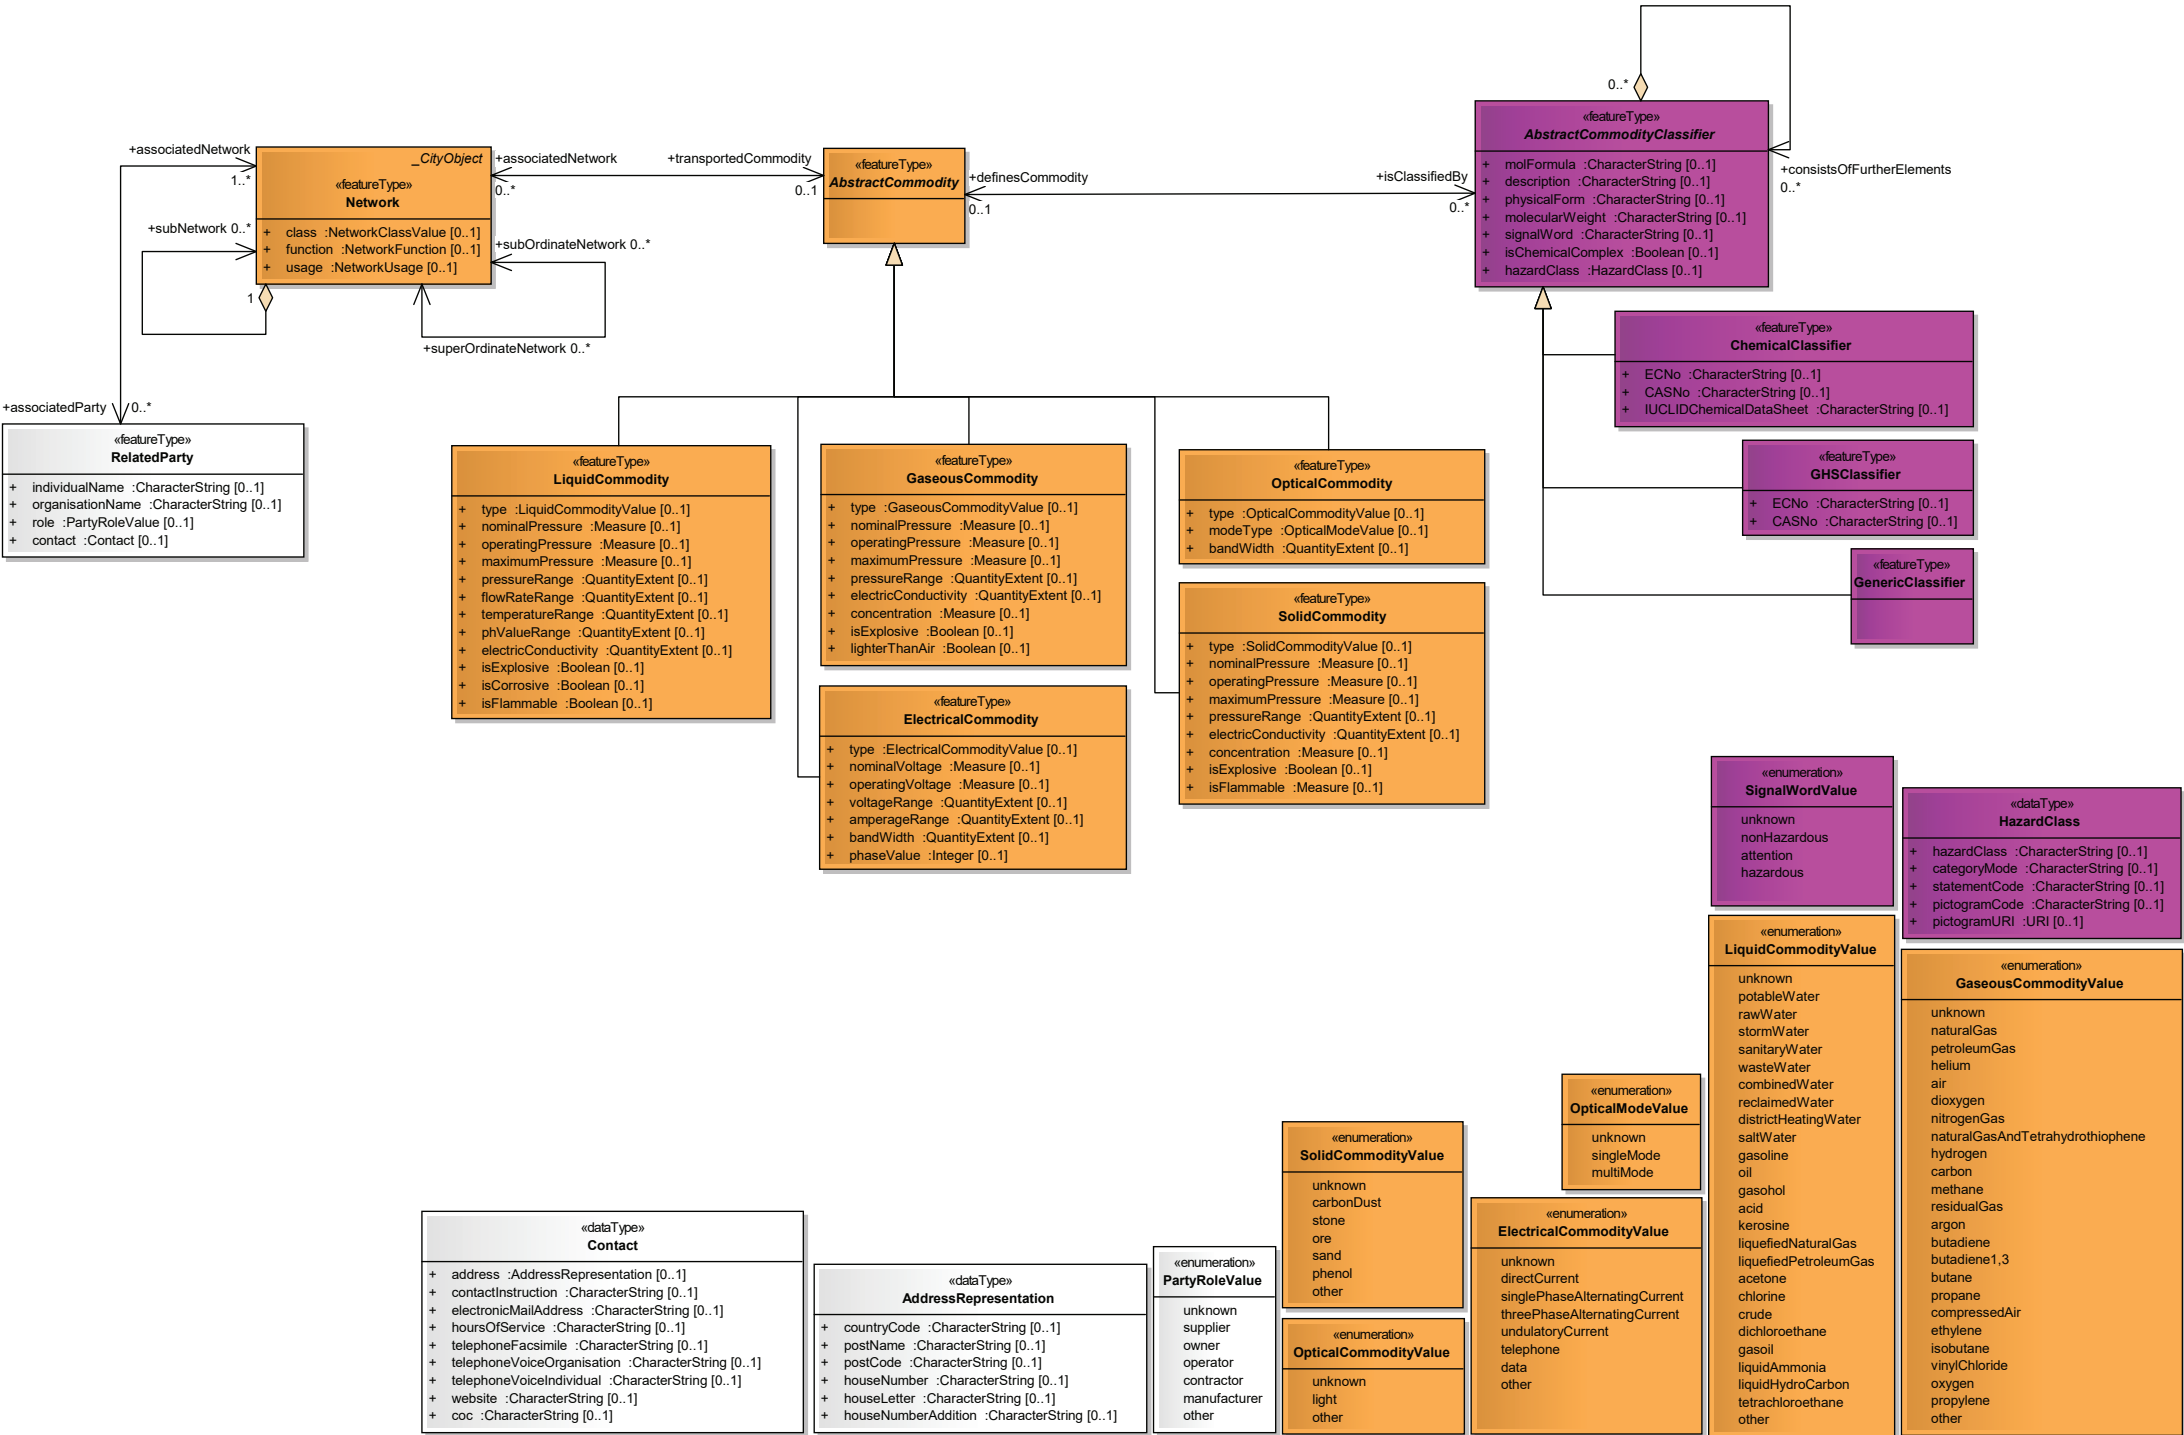 +associatedNetwork
1..*
_CityObject
«featureType»
Network
+ class :NetworkClassValue [0..1]
+ function :NetworkFunction [0..1]
+ usage :NetworkUsage [0..1]
+subNetwork 0..*
1
+associatedNetwork
0..*
+transportedCommodity
0..1
+subOrdinateNetwork 0..*
+superOrdinateNetwork 0..*
«featureType»
AbstractCommodity
+definesCommodity
0..1
+isClassifiedBy
0..*
0..*
«featureType»
AbstractCommodityClassifier
+ molFormula :CharacterString [0..1]
+ description :CharacterString [0..1]
+ physicalForm :CharacterString [0..1]
+ molecularWeight :CharacterString [0..1]
+ signalWord :CharacterString [0..1]
+ isChemicalComplex :Boolean [0..1]
+ hazardClass :HazardClass [0..1]
+consistsOfFurtherElements
0..*
«featureType»
ChemicalClassifier
+ ECNo :CharacterString [0..1]
+ CASNo :CharacterString [0..1]
+ IUCLIDChemicalDataSheet :CharacterString [0..1]
«featureType»
GHSClassifier
+ ECNo :CharacterString [0..1]
+ CASNo :CharacterString [0..1]
«featureType»
GenericClassifier
+associatedParty
0..*
«featureType»
RelatedParty
+ individualName :CharacterString [0..1]
+ organisationName :CharacterString [0..1]
+ role :PartyRoleValue [0..1]
+ contact :Contact [0..1]
«featureType»
LiquidCommodity
+ type :LiquidCommodityValue [0..1]
+ nominalPressure :Measure [0..1]
+ operatingPressure :Measure [0..1]
+ maximumPressure :Measure [0..1]
+ pressureRange :QuantityExtent [0..1]
+ flowRateRange :QuantityExtent [0..1]
+ temperatureRange :QuantityExtent [0..1]
+ phValueRange :QuantityExtent [0..1]
+ electricConductivity :QuantityExtent [0..1]
+ isExplosive :Boolean [0..1]
+ isCorrosive :Boolean [0..1]
+ isFlammable :Boolean [0..1]
«featureType»
GaseousCommodity
+ type :GaseousCommodityValue [0..1]
+ nominalPressure :Measure [0..1]
+ operatingPressure :Measure [0..1]
+ maximumPressure :Measure [0..1]
+ pressureRange :QuantityExtent [0..1]
+ electricConductivity :QuantityExtent [0..1]
+ concentration :Measure [0..1]
+ isExplosive :Boolean [0..1]
+ lighterThanAir :Boolean [0..1]
«featureType»
ElectricalCommodity
+ type :ElectricalCommodityValue [0..1]
+ nominalVoltage :Measure [0..1]
+ operatingVoltage :Measure [0..1]
+ voltageRange :QuantityExtent [0..1]
+ amperageRange :QuantityExtent [0..1]
+ bandWidth :QuantityExtent [0..1]
+ phaseValue :Integer [0..1]
«featureType»
OpticalCommodity
+ type :OpticalCommodityValue [0..1]
+ modeType :OpticalModeValue [0..1]
+ bandWidth :QuantityExtent [0..1]
«featureType»
SolidCommodity
+ type :SolidCommodityValue [0..1]
+ nominalPressure :Measure [0..1]
+ operatingPressure :Measure [0..1]
+ maximumPressure :Measure [0..1]
+ pressureRange :QuantityExtent [0..1]
+ electricConductivity :QuantityExtent [0..1]
+ concentration :Measure [0..1]
+ isExplosive :Boolean [0..1]
+ isFlammable :Measure [0..1]
«enumeration»
SignalWordValue
unknown
nonHazardous
attention
hazardous
«dataType»
HazardClass
+ hazardClass :CharacterString [0..1]
+ categoryMode :CharacterString [0..1]
+ statementCode :CharacterString [0..1]
+ pictogramCode :CharacterString [0..1]
+ pictogramURI :URI [0..1]
«dataType»
Contact
+ address :AddressRepresentation [0..1]
+ contactInstruction :CharacterString [0..1]
+ electronicMailAddress :CharacterString [0..1]
+ hoursOfService :CharacterString [0..1]
+ telephoneFacsimile :CharacterString [0..1]
+ telephoneVoiceOrganisation :CharacterString [0..1]
+ telephoneVoiceIndividual :CharacterString [0..1]
+ website :CharacterString [0..1]
+ coc :CharacterString [0..1]
«dataType»
AddressRepresentation
+ countryCode :CharacterString [0..1]
+ postName :CharacterString [0..1]
+ postCode :CharacterString [0..1]
+ houseNumber :CharacterString [0..1]
+ houseLetter :CharacterString [0..1]
+ houseNumberAddition :CharacterString [0..1]
«enumeration»
PartyRoleValue
unknown
supplier
owner
operator
contractor
manufacturer
other
«enumeration»
SolidCommodityValue
unknown
carbonDust
stone
ore
sand
phenol
other
«enumeration»
OpticalCommodityValue
unknown
light
other
«enumeration»
OpticalModeValue
unknown
singleMode
multiMode
«enumeration»
ElectricalCommodityValue
unknown
directCurrent
singlePhaseAlternatingCurrent
threePhaseAlternatingCurrent
undulatoryCurrent
telephone
data
other
«enumeration»
LiquidCommodityValue
unknown
potableWater
rawWater
stormWater
sanitaryWater
wasteWater
combinedWater
reclaimedWater
districtHeatingWater
saltWater
gasoline
oil
gasohol
acid
kerosine
liquefiedNaturalGas
liquefiedPetroleumGas
acetone
chlorine
crude
dichloroethane
gasoil
liquidAmmonia
liquidHydroCarbon
tetrachloroethane
other
«enumeration»
GaseousCommodityValue
unknown
naturalGas
petroleumGas
helium
air
dioxygen
nitrogenGas
naturalGasAndTetrahydrothiophene
hydrogen
carbon
methane
residualGas
argon
butadiene
butadiene1,3
butane
propane
compressedAir
ethylene
isobutane
vinylChloride
oxygen
propylene
other